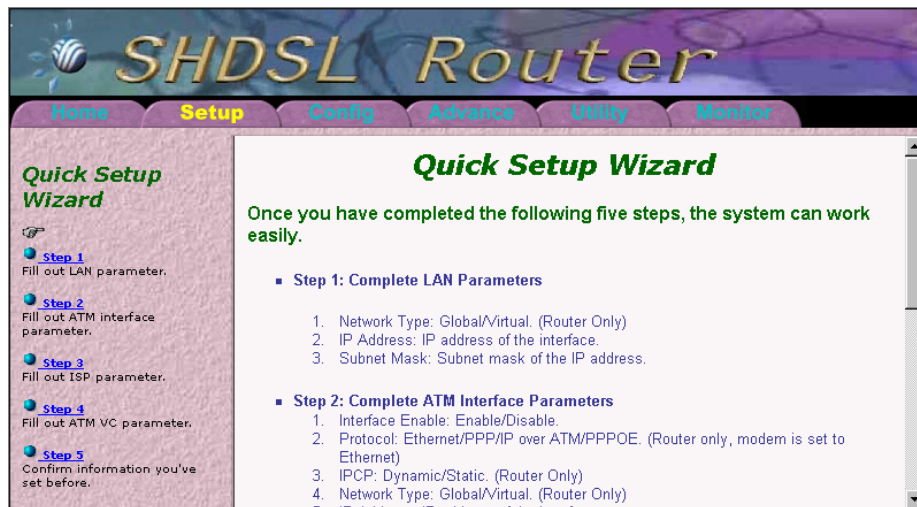 SHDSL Router
Home Setup Config Advance Utility Monitor
Quick Setup
Wizard
Step 1
Fill out LAN parameter.
Step 2
Fill out ATM interface
parameter.
Step 3
Fill out ISP parameter.
Step 4
Fill out ATM VC parameter.
Step 5
Confirm information you've
set before.
Quick Setup Wizard
Once you have completed the following five steps, the system can work
easily.
Step 1: Complete LAN Parameters
1. Network Type: Global/Virtual. (Router Only)
2. IP Address: IP address of the interface.
3. Subnet Mask: Subnet mask of the IP address.
Step 2: Complete ATM Interface Parameters
1. Interface Enable: Enable/Disable.
2. Protocol: Ethernet/PPP/IP over ATM/PPPOE. (Router only, modem is set to
Ethernet)
3. IPCP: Dynamic/Static. (Router Only)
4. Network Type: Global/Virtual. (Router Only)